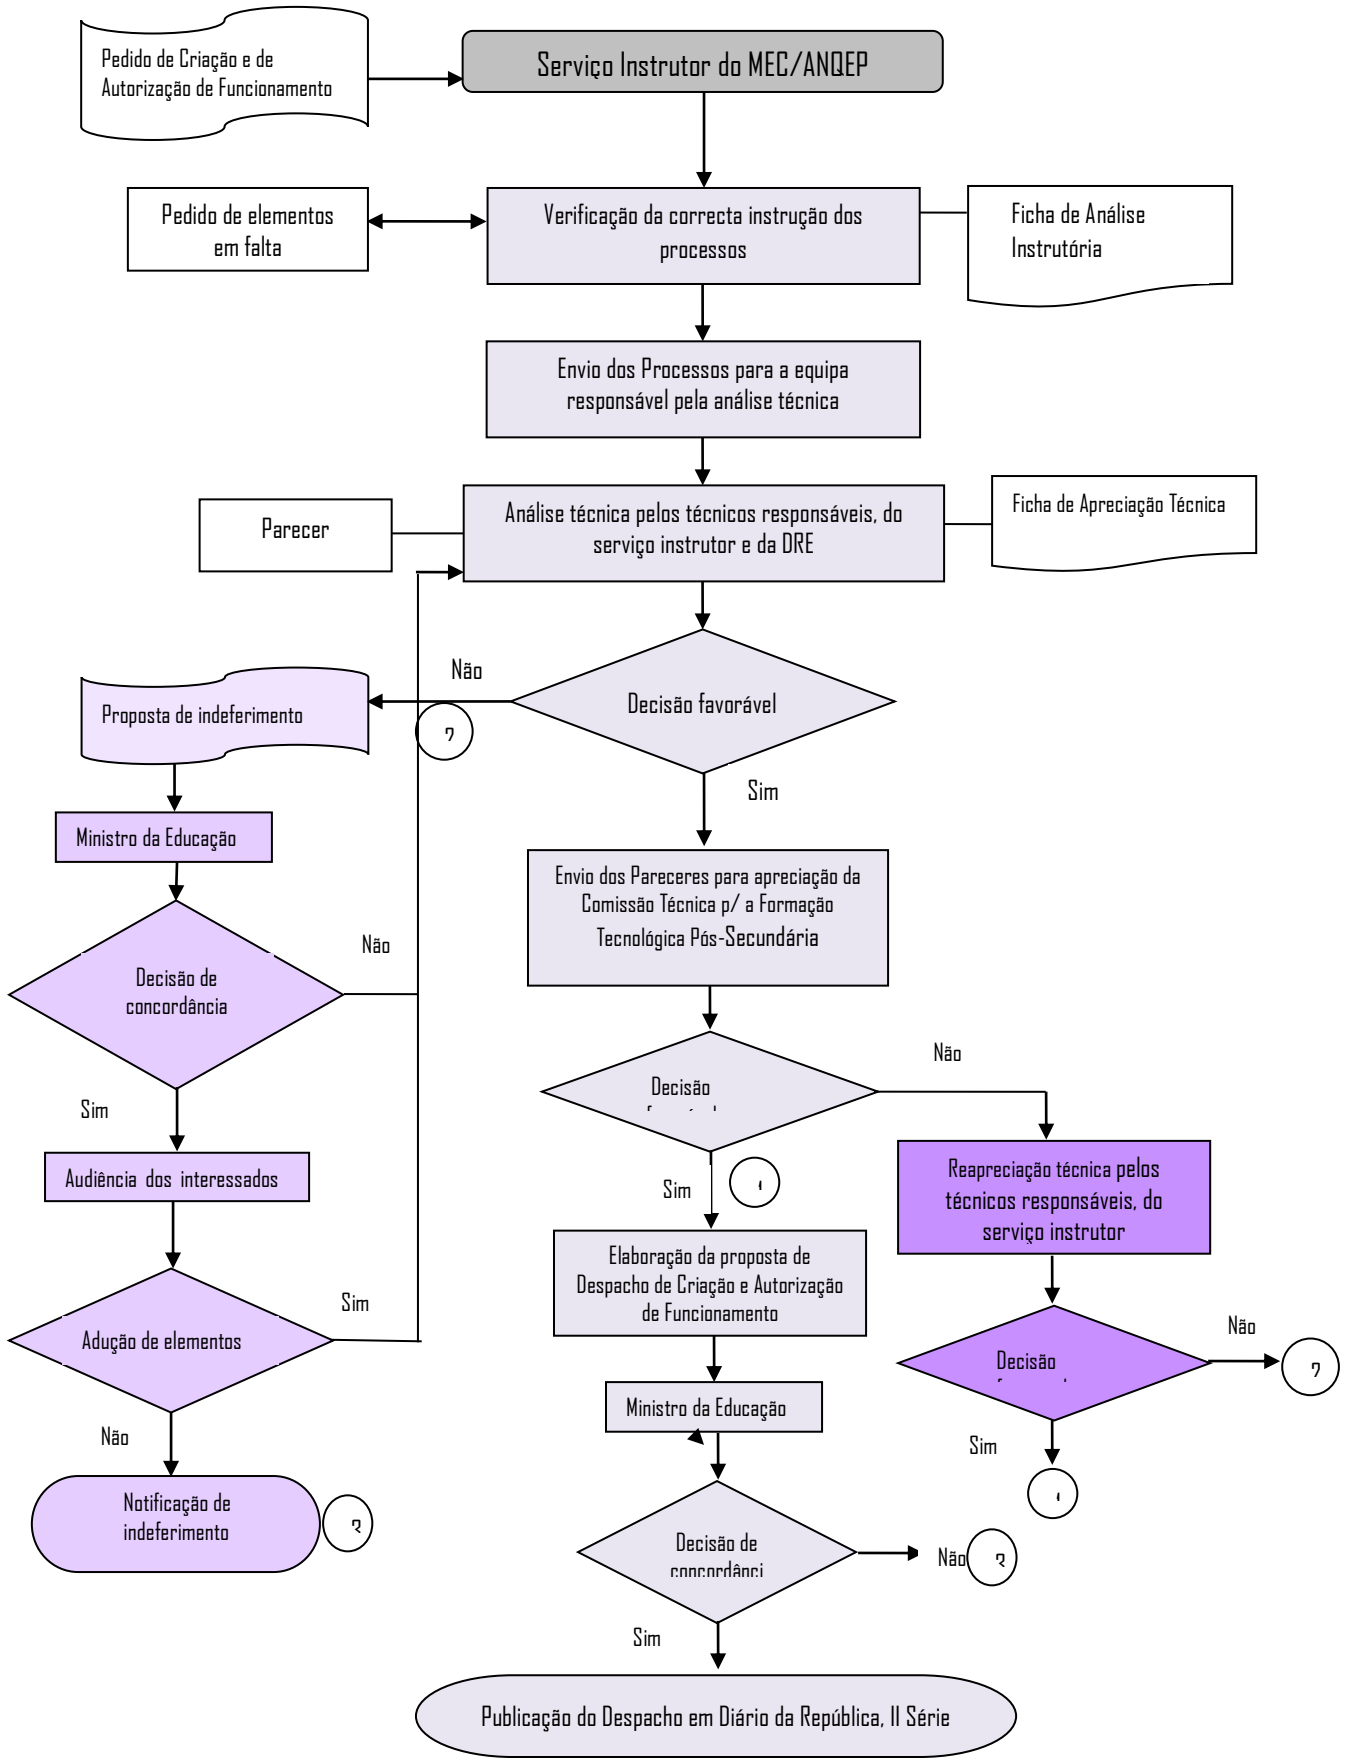 Pedido de Criação e de
Autorização de Funcionamento
Serviço Instrutor do MEC/ANQEP
Pedido de elementos
em falta
Verificação da correcta instrução dos
processos
Ficha de Análise
Instrutória
Envio dos Processos para a equipa
responsável pela análise técnica
Parecer
Análise técnica pelos técnicos responsáveis, do
serviço instrutor e da DRE
Ficha de Apreciação Técnica
Não
Decisão favorável
Proposta de indeferimento
Sim
Ministro da Educação
Envio dos Pareceres para apreciação da
Comissão Técnica p/ a Formação
Tecnológica Pós-Secundária
Não
Decisão de
concordância
Não
Decisão
Sim
Audiência dos interessados
Sim
Reapreciação técnica pelos
técnicos responsáveis, do
serviço instrutor
Elaboração da proposta de
Despacho de Criação e Autorização
de Funcionamento
Sim
Adução de elementos
Não
Decisão
Ministro da Educação
Não
Sim
Notificação de
indeferimento
Decisão de
Não
Sim
Publicação do Despacho em Diário da República, II Série